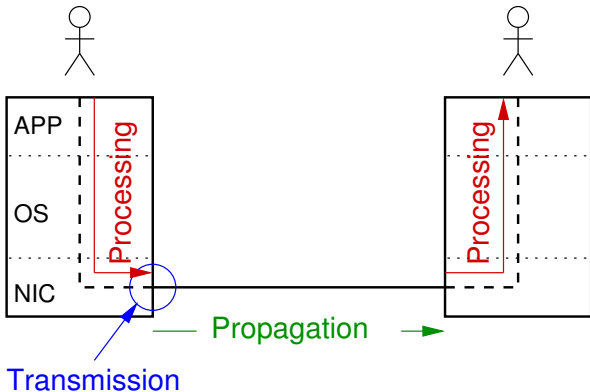 APP
OS
NIC
Processing
Processing
Propagation
Transmission